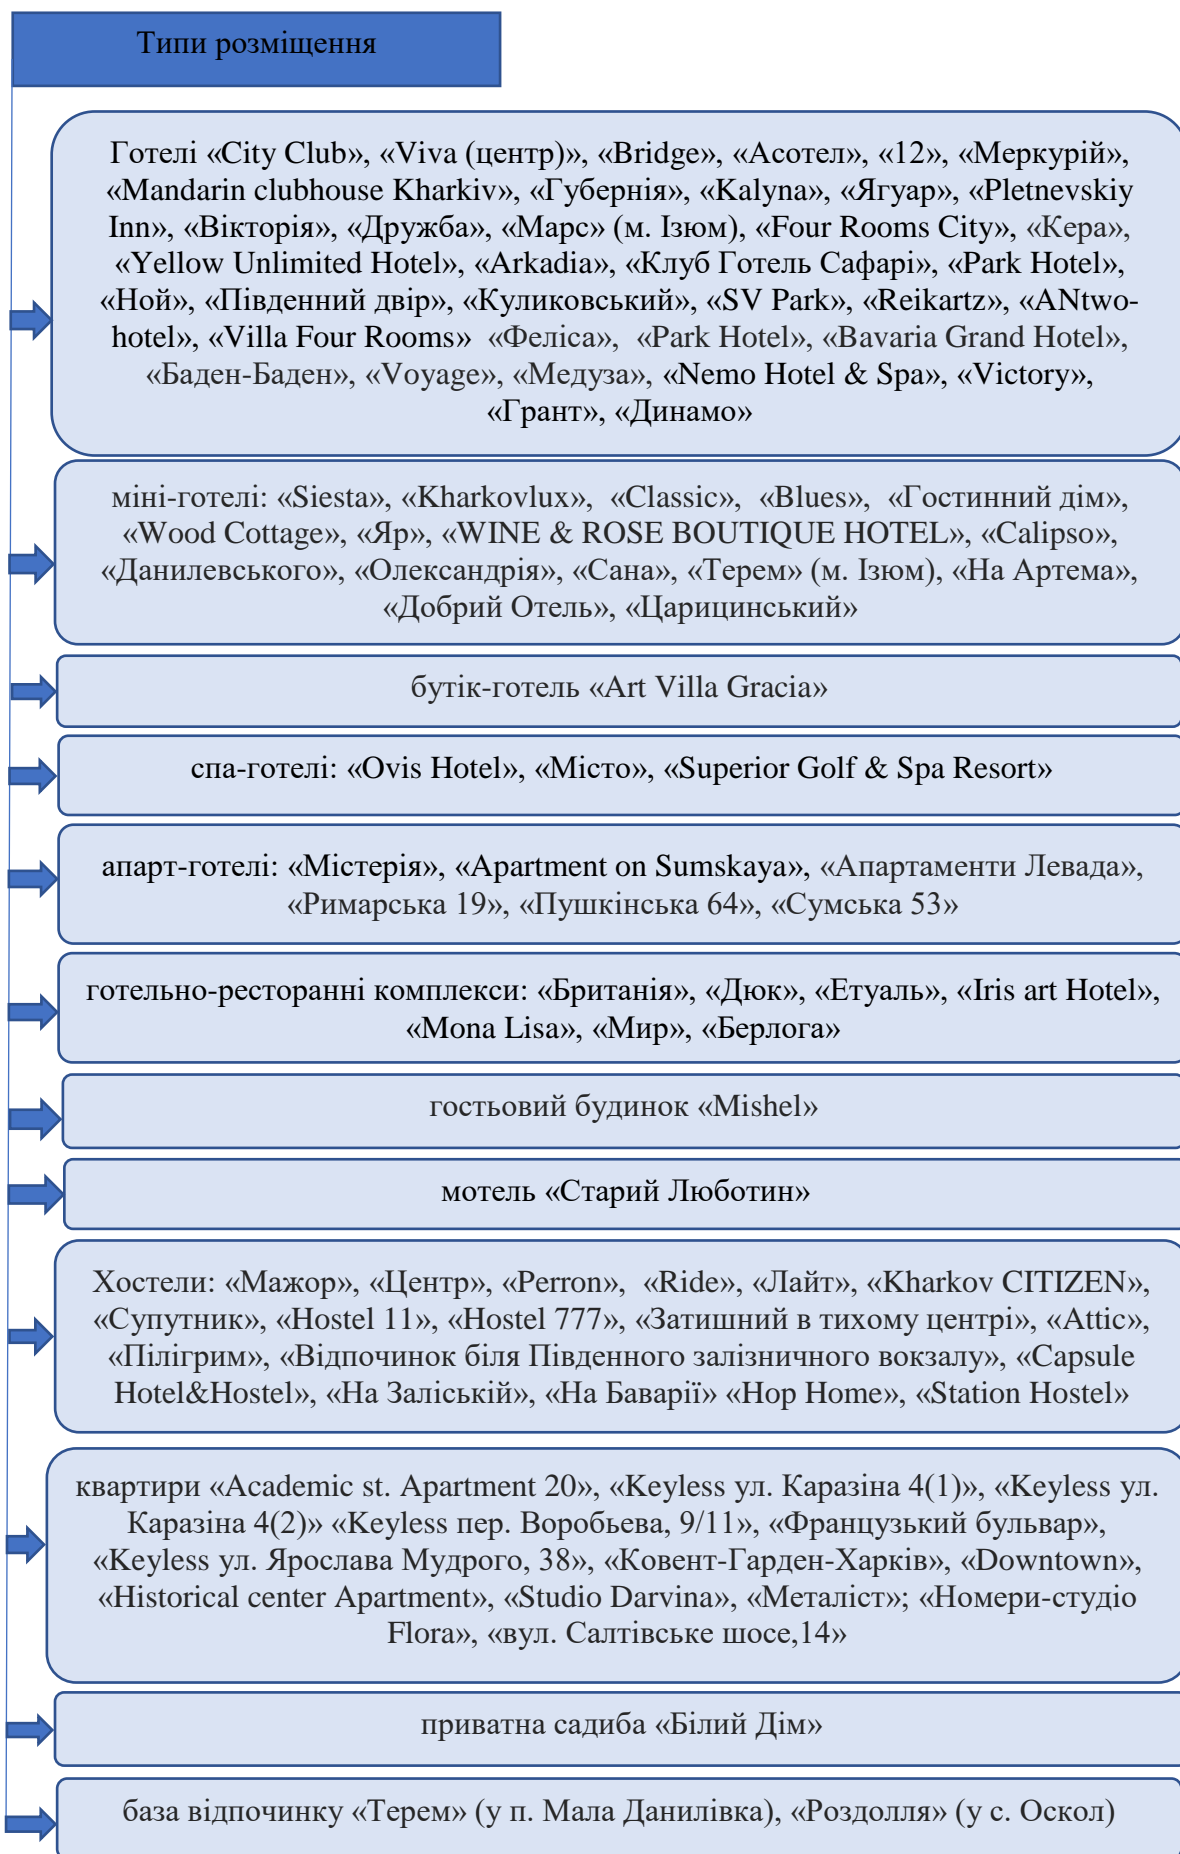 Типи розміщення
Готелі «City Club», «Viva (центр)», «Bridge», «Асотел», «12», «Меркурій»,
«Mandarin clubhouse Kharkiv», «Губернія», «Kalyna», «Ягуар», «Pletnevskiy
Inn», «Вікторія», «Дружба», «Марс» (м. Ізюм), «Four Rooms City», «Кера»,
«Yellow Unlimited Hotel», «Arkadia», «Клуб Готель Сафарі», «Park Hotel»,
«Ной», «Південний двір», «Куликовський», «SV Park», «Reikartz», «ANtwo-
hotel», «Villa Four Rooms» «Феліса», «Park Hotel», «Bavaria Grand Hotel»,
«Баден-Баден», «Voyage», «Медуза», «Nemo Hotel & Spa», «Victory»,
«Грант», «Динамо»
міні-готелі: «Siesta», «Kharkovlux», «Classic», «Blues», «Гостинний дім»,
«Wood Cottage», «Яр», «WINE & ROSE BOUTIQUE HOTEL», «Calipso»,
«Данилевського», «Олександрія», «Сана», «Терем» (м. Ізюм), «На Артема»,
«Добрий Отель», «Царицинський»
бутік-готель «Art Villa Gracia»
спа-готелі: «Ovis Hotel», «Місто», «Superior Golf & Spa Resort»
апарт-готелі: «Містерія», «Apartment on Sumskaya», «Апартаменти Левада»,
«Римарська 19», «Пушкінська 64», «Сумська 53»
готельно-ресторанні комплекси: «Британія», «Дюк», «Етуаль», «Iris art Hotel»,
«Mona Lisa», «Мир», «Берлога»
гостьовий будинок «Mishel»
мотель «Старий Люботин»
Хостели: «Мажор», «Центр», «Perron», «Ride», «Лайт», «Kharkov CITIZEN»,
«Супутник», «Hostel 11», «Hostel 777», «Затишний в тихому центрі», «Attic»,
«Пілігрим», «Відпочинок біля Південного залізничного вокзалу», «Capsule
Hotel&Hostel», «На Заліській», «На Баварії» «Hop Home», «Station Hostel»
квартири «Academic st. Apartment 20», «Keyless ул. Каразіна 4(1)», «Keyless ул.
Каразіна 4(2)» «Keyless пер. Воробьева, 9/11», «Французький бульвар»,
«Keyless ул. Ярослава Мудрого, 38», «Ковент-Гарден-Харків», «Downtown»,
«Historical center Apartment», «Studio Darvina», «Металіст»; «Номери-студіо
Flora», «вул. Салтівське шосе,14»
приватна садиба «Білий Дім»
база відпочинку «Терем» (у п. Мала Данилівка), «Роздолля» (у с. Оскол)